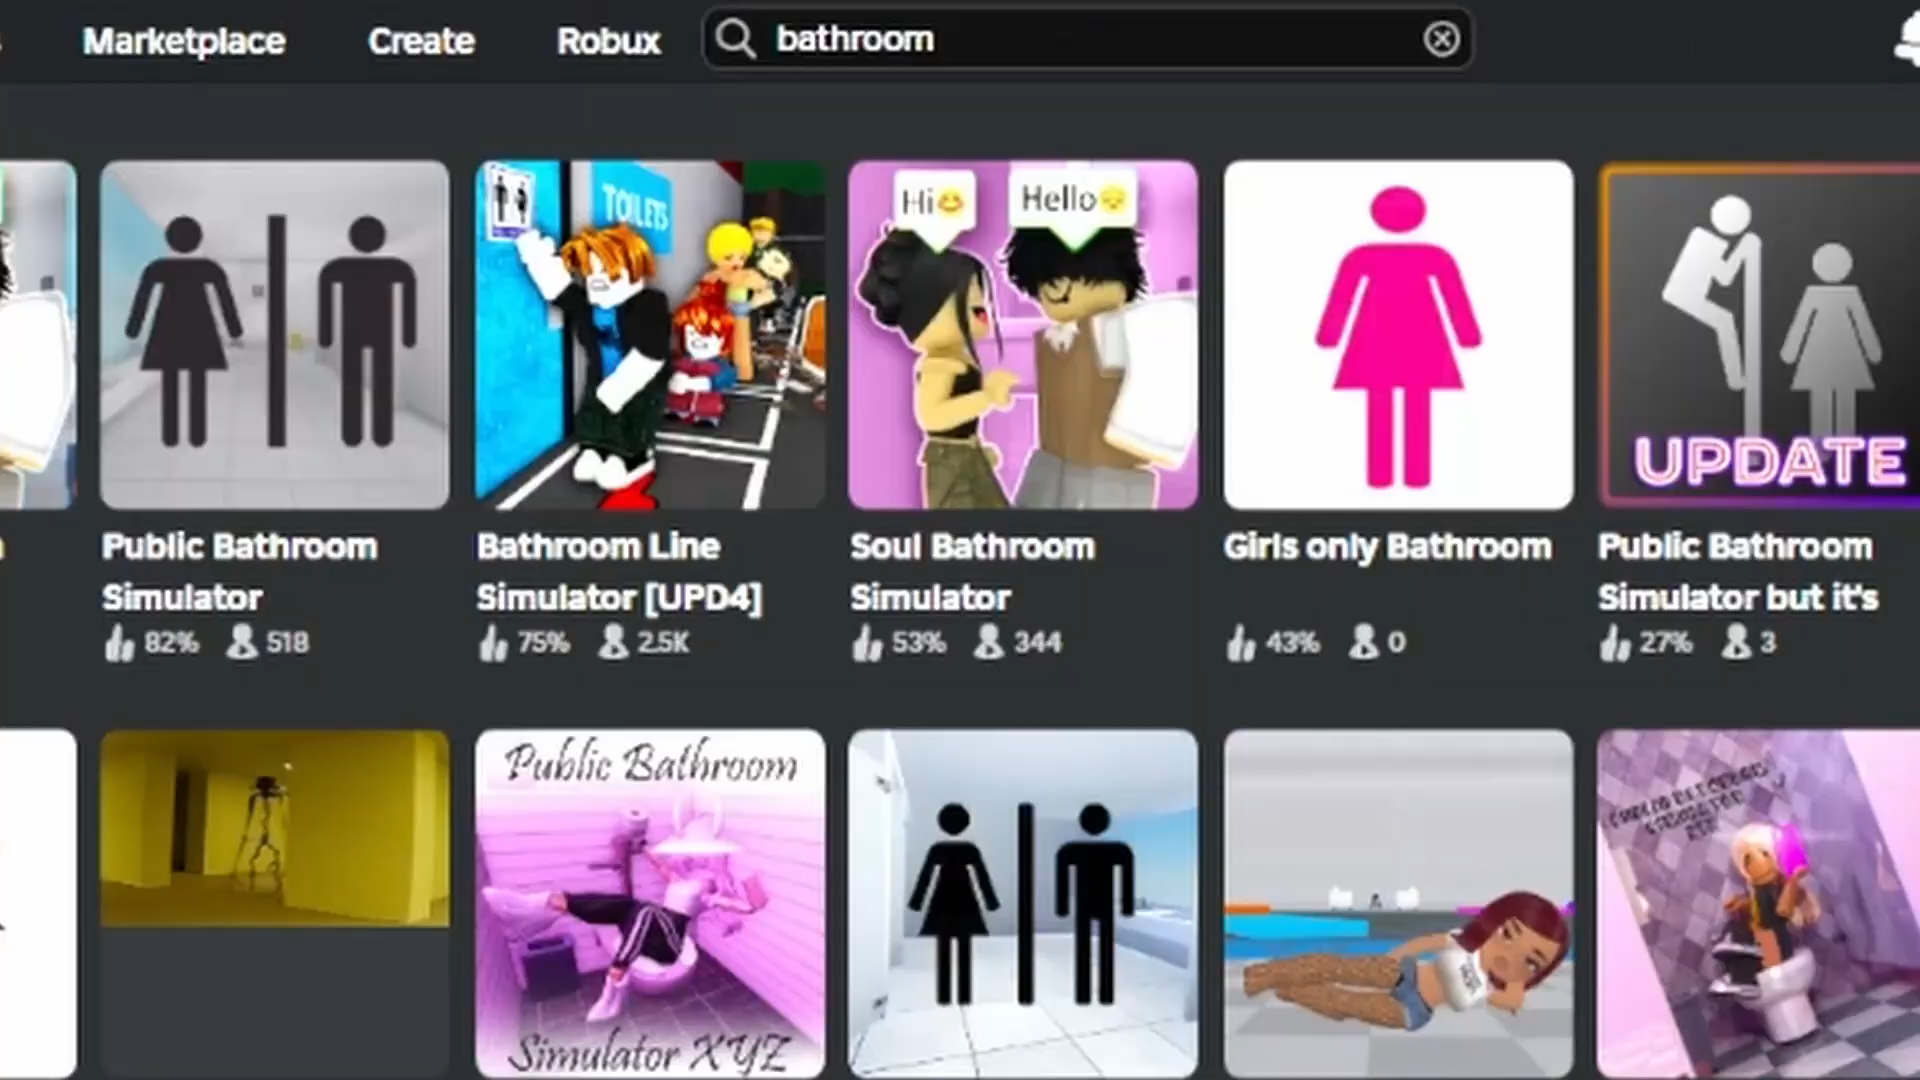 Marketplace
Create
Robux
bathroom
TOILETS
Hi😊
Hello😔
UPDATE
Public Bathroom
Simulator
82% 518
Bathroom Line
Simulator [UPD4]
75% 2.5K
Soul Bathroom
Simulator
53% 344
Girls only Bathroom
43% 0
Public Bathroom
Simulator but it's
27% 3
Public Bathroom
Simulator XYZ